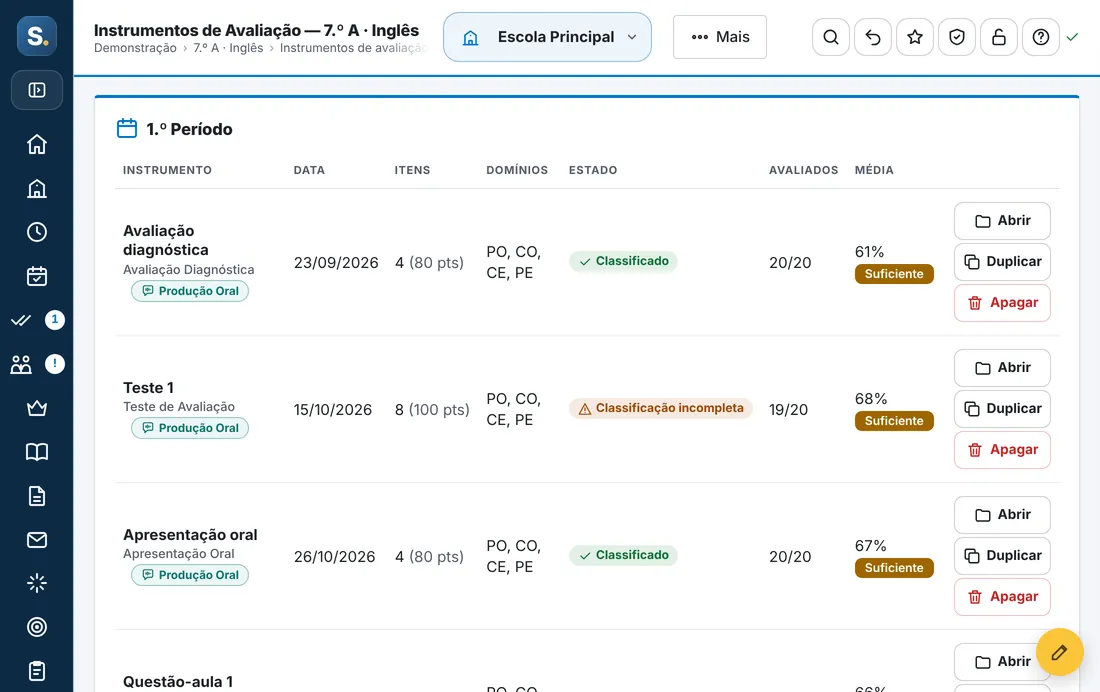 S.
Instrumentos de Avaliação — 7.º A · Inglês
Demonstração › 7.º A · Inglês › Instrumentos de avaliação
Escola Principal
••• Mais
1
!
1.º Período
INSTRUMENTO DATA ITENS DOMÍNIOS ESTADO AVALIADOS MÉDIA
Avaliação
diagnóstica
Avaliação Diagnóstica
Produção Oral
23/09/2026
4 (80 pts)
PO, CO,
CE, PE
Classificado
20/20
61%
Suficiente
Abrir
Duplicar
Apagar
Teste 1
Teste de Avaliação
Produção Oral
15/10/2026
8 (100 pts)
PO, CO,
CE, PE
Classificação incompleta
19/20
68%
Suficiente
Abrir
Duplicar
Apagar
Apresentação oral
Apresentação Oral
Produção Oral
26/10/2026
4 (80 pts)
PO, CO,
CE, PE
Classificado
20/20
67%
Suficiente
Abrir
Duplicar
Apagar
Questão-aula 1
PO, CO,
66%
Abrir